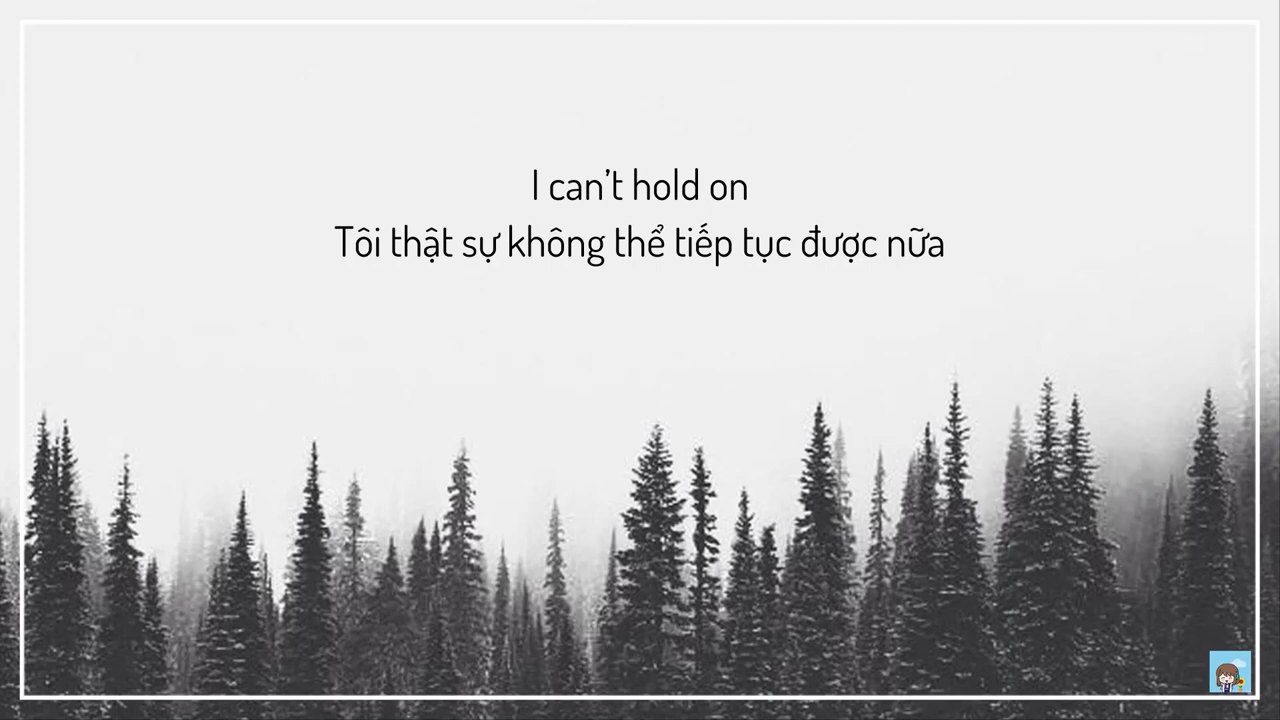 I can’t hold on
Tôi thật sự không thể tiếp tục được nữa